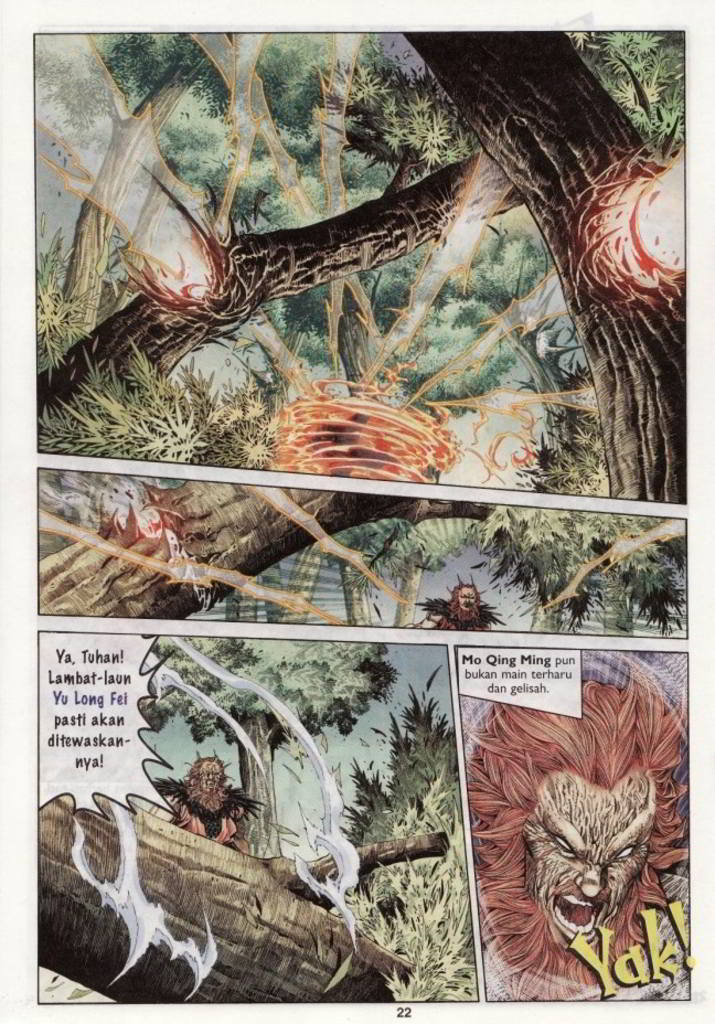 Ya, Tuhan!
Lambat-laun
Yu Long Fei
pasti akan
ditewaskan-
nya!
Mo Qing Ming pun
bukan main terharu
dan gelisah.
Yak!
22